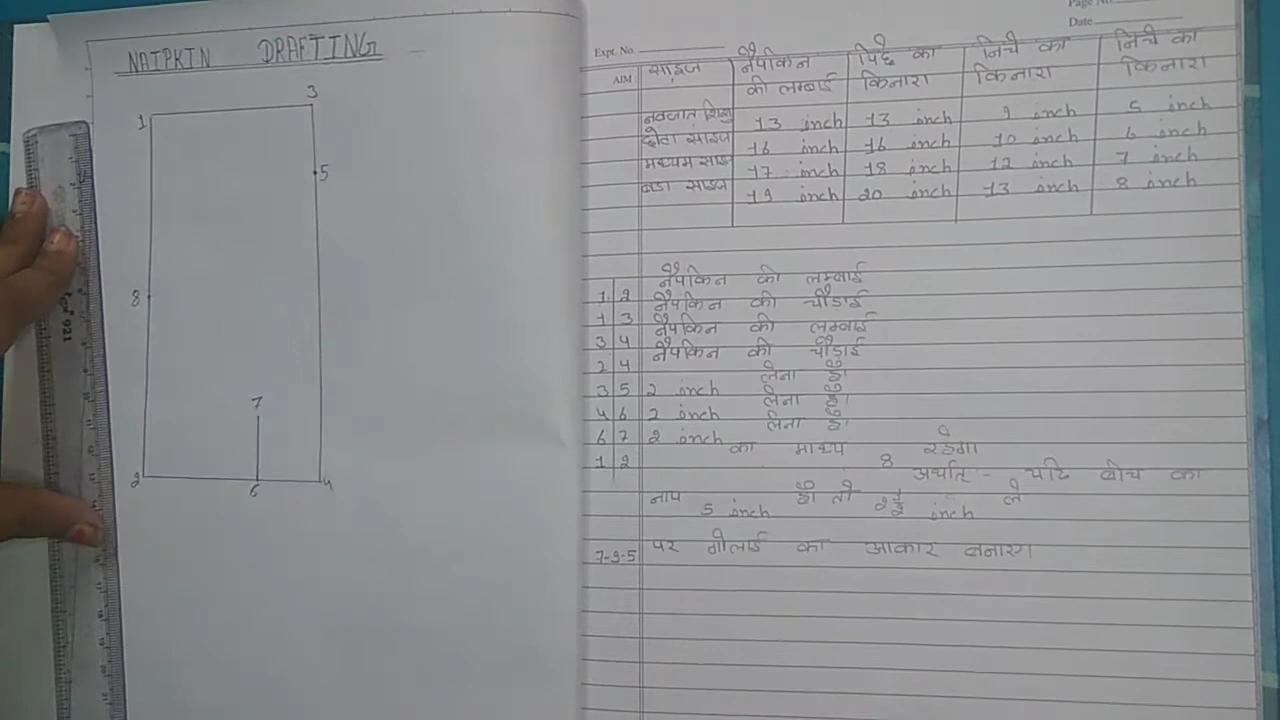 NAIPKIN DRAFTING
3
1
5
8
7
2
6
4
Page No.
Date
Expt. No.
AIM
साइज नैपकिन की लम्बाई पिछे का किनारा निचे का किनारा निचे का किनारा
नवजात शिशु 13 inch 13 inch 9 inch 5 inch
छोटा साइज 16 inch 16 inch 10 inch 6 inch
मध्यम साइज 17 inch 18 inch 12 inch 7 inch
बडा साइज 19 inch 20 inch 13 inch 8 inch
1 2 नैपकिन की लम्बाई
1 3 नैपकिन की चौडाई
3 4 नैपकिन की लम्बाई
2 4 नैपकिन की चौडाई
3 5 2 inch लेना है।
4 6 2 inch लेना है।
6 7 2 inch लेना है।
1 2 का माध्य 8 रहेगा
अर्थात - यदि बीच का
नाप 5 inch हो तो 2½ inch ले
7-9-5 पर गोलाई का आकार बनाए।